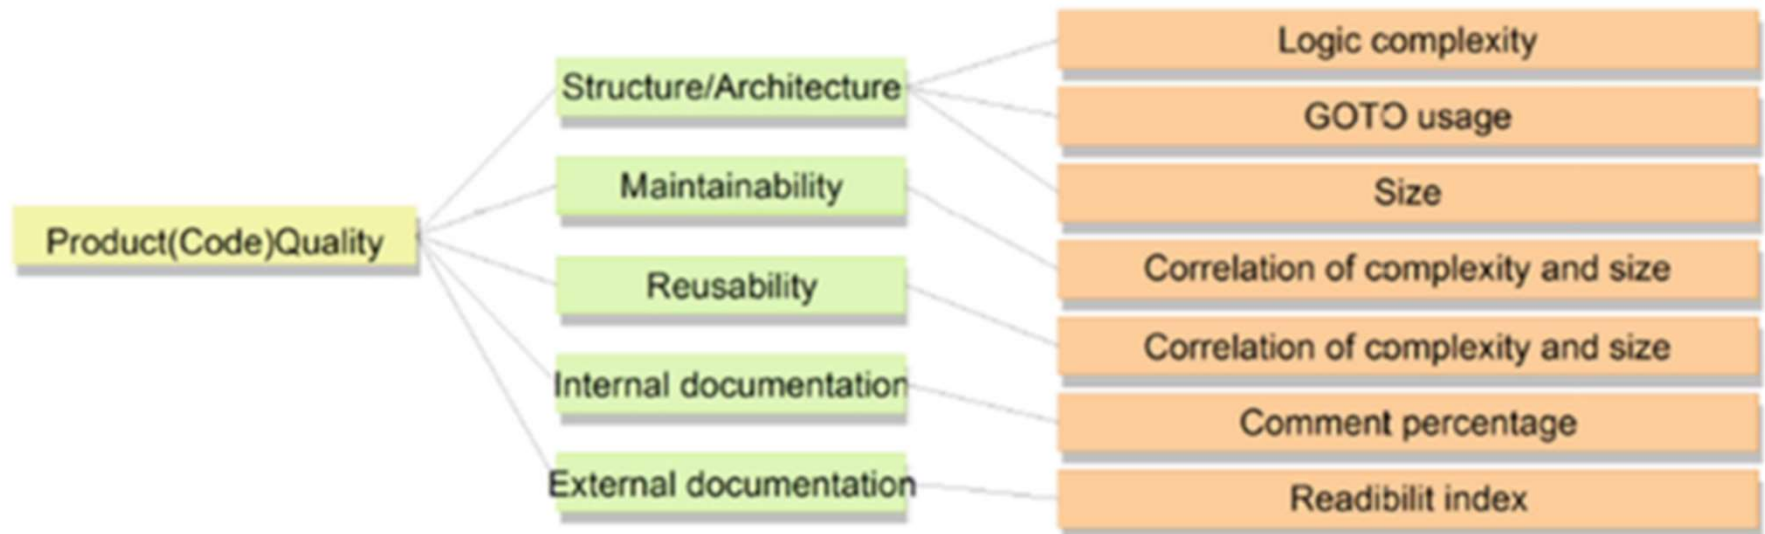 Product(Code)Quality
Structure/Architecture
Maintainability
Reusability
Internal documentation
External documentation
Logic complexity
GOTO usage
Size
Correlation of complexity and size
Correlation of complexity and size
Comment percentage
Readibilit index